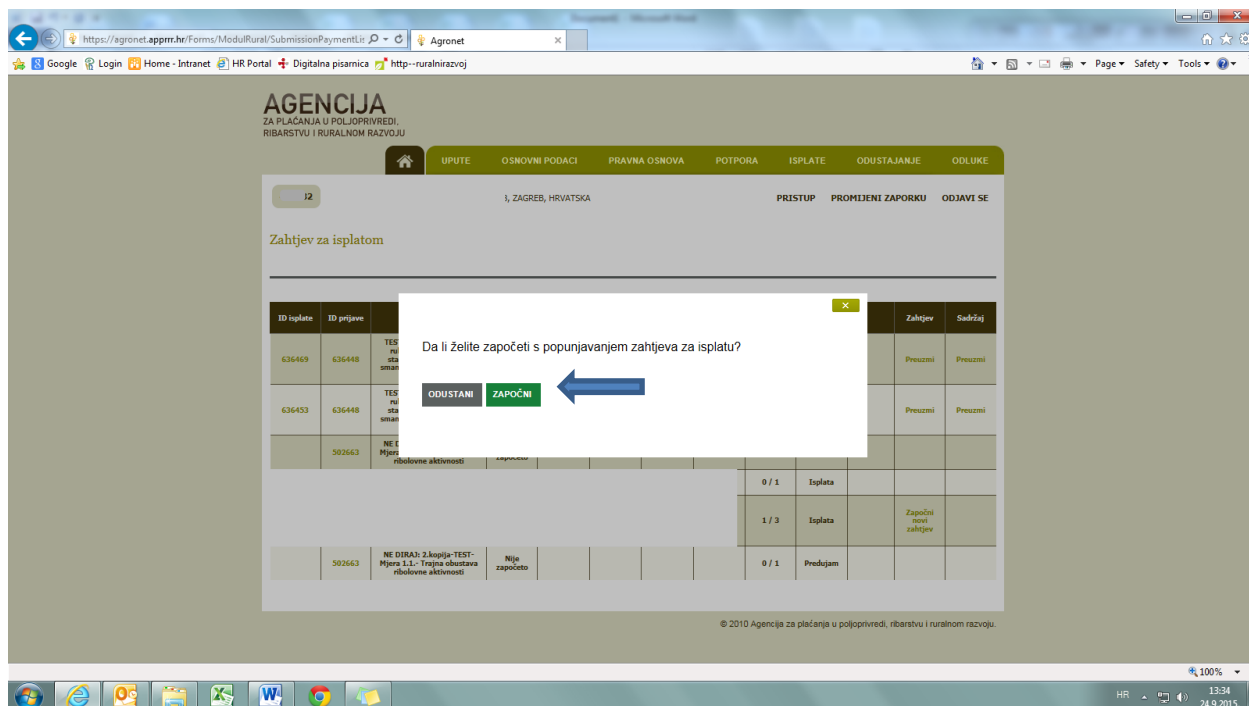 https://agronet.apprrr.hr/Forms/ModulRural/SubmissionPaymentLis
Agronet
Google Login Home - Intranet HR Portal Digitalna pisarnica http--ruralnirazvoj
Page Safety Tools
AGENCIJA
ZA PLAĆANJA U POLJOPRIVREDI,
RIBARSTVU I RURALNOM RAZVOJU
UPUTE OSNOVNI PODACI PRAVNA OSNOVA POTPORA ISPLATE ODUSTAJANJE ODLUKE
, ZAGREB, HRVATSKA PRISTUP PROMIJENI ZAPORKU ODJAVI SE
Zahtjev za isplatom
ID isplate ID prijave Zahtjev Sadržaj
Da li želite započeti s popunjavanjem zahtjeva za isplatu?
ODUSTANI ZAPOČNI
636469 636448 Preuzmi Preuzmi
636453 636448 Preuzmi Preuzmi
502663
ribolovne aktivnosti
0 / 1 Isplata
1 / 3 Isplata Započni
novi
zahtjev
502663 NE DIRAJ: 2.kopija-TEST-
Mjera 1.1.- Trajna obustava
ribolovne aktivnosti
Nije
započeto
0 / 1 Predujam
© 2010 Agencija za plaćanja u poljoprivredi, ribarstvu i ruralnom razvoju.
100%
HR 13:34
24.9.2015